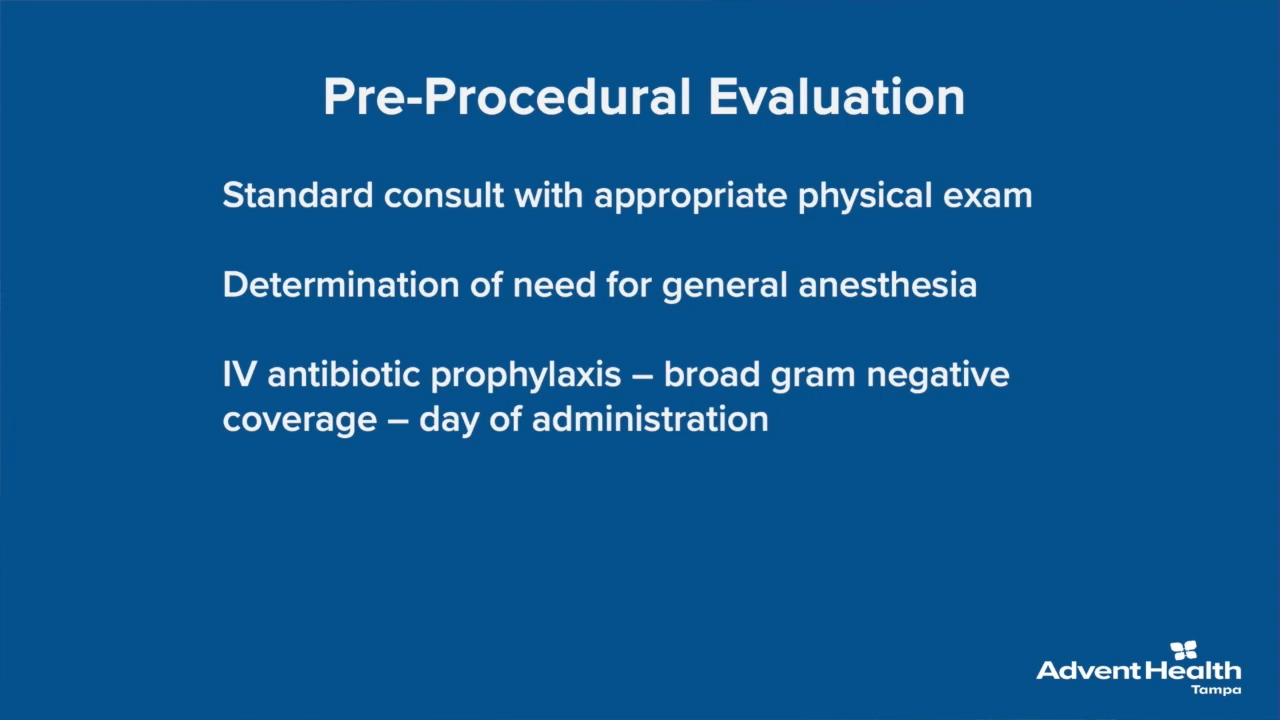 Pre-Procedural Evaluation
Standard consult with appropriate physical exam
Determination of need for general anesthesia
IV antibiotic prophylaxis – broad gram negative
coverage – day of administration
AdventHealth
Tampa